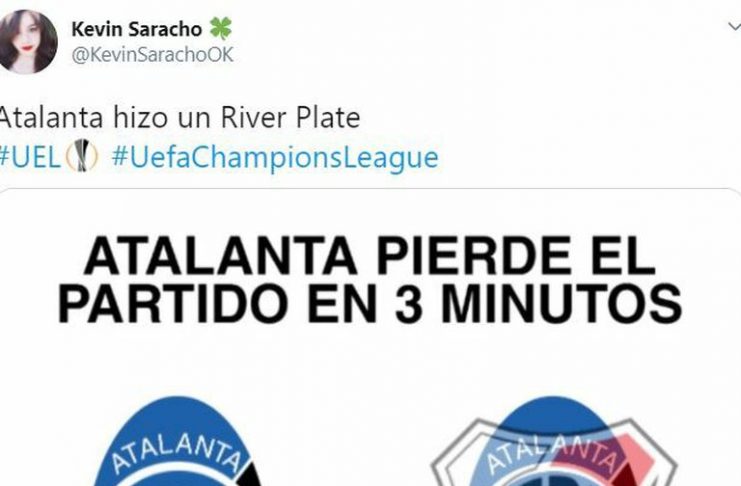 Kevin Saracho
@KevinSarachoOK
Atalanta hizo un River Plate
#UEL #UefaChampionsLeague
ATALANTA PIERDE EL
PARTIDO EN 3 MINUTOS
ATALANTA
ATALANTA